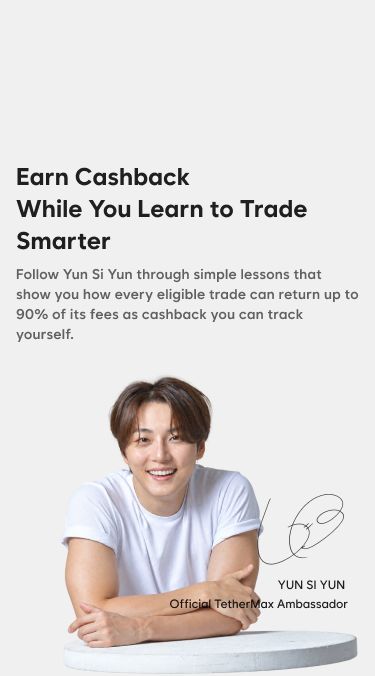 Earn Cashback
While You Learn to Trade
Smarter
Follow Yun Si Yun through simple lessons that
show you how every eligible trade can return up to
90% of its fees as cashback you can track
yourself.
YUN SI YUN
Official TetherMax Ambassador